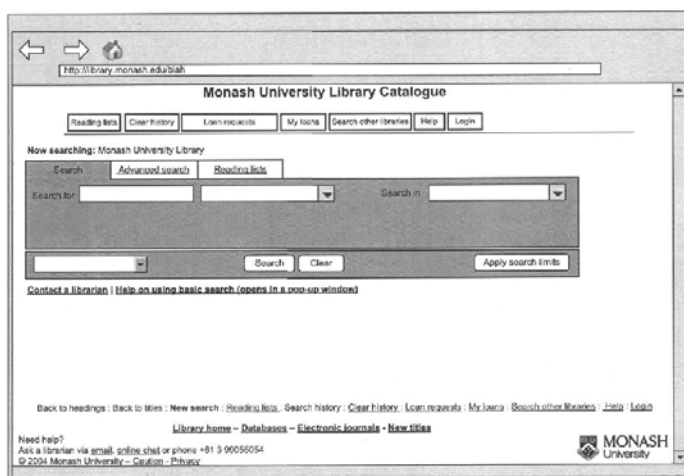 http://library.monash.edu/blah
Monash University Library Catalogue
Reading lists Clear history Loan requests My loans Search other libraries Help Login
Now searching: Monash University Library
Search Advanced search Reading lists
Search for Search in
Search Clear Apply search limits
Contact a librarian | Help on using basic search (opens in a pop-up window)
Back to headings : Back to titles : New search : Reading lists : Search history : Clear history : Loan requests : My loans : Search other libraries : Help : Login
Library home – Databases – Electronic journals - New titles
Need help?
Ask a librarian via email, online chat or phone +61 3 99055054
© 2004 Monash University – Caution - Privacy
MONASH
University